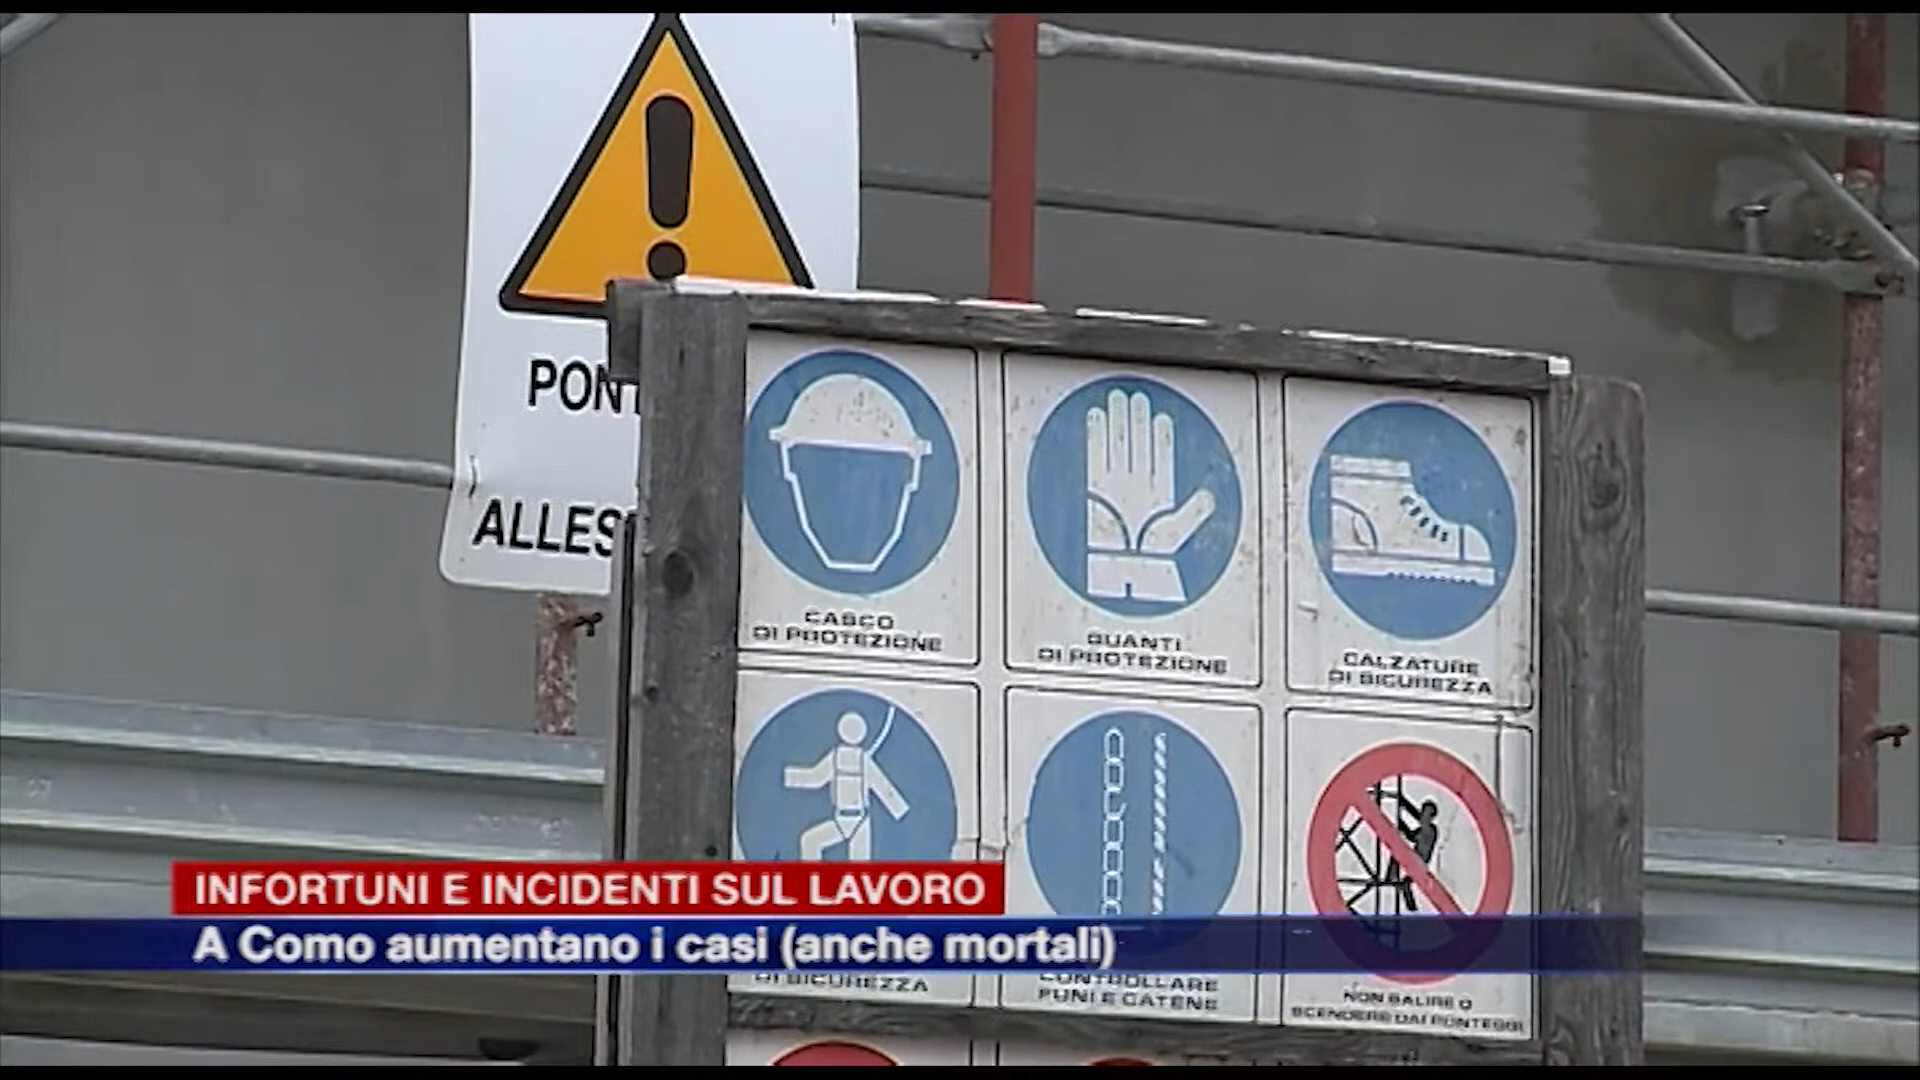 PON
ALLES
CASCO
DI PROTEZIONE
GUANTI
DI PROTEZIONE
CALZATURE
DI SICUREZZA
INFORTUNI E INCIDENTI SUL LAVORO
A Como aumentano i casi (anche mortali)
DI SICUREZZA
CONTROLLARE
FUNI E CATENE
NON SALIRE O
SCENDERE DAI PONTEGGI